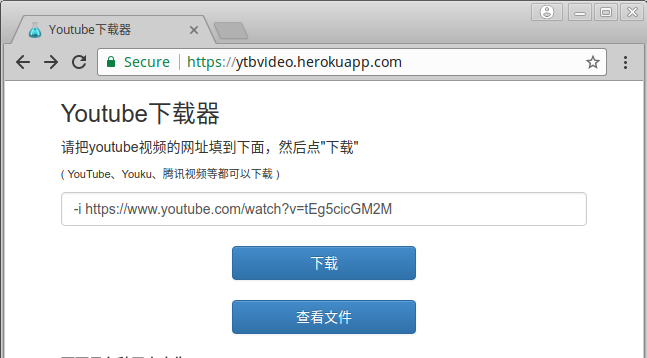 Youtube下载器
Secure https://ytbvideo.herokuapp.com
Youtube下载器
请把youtube视频的网址填到下面，然后点"下载"
( YouTube、Youku、腾讯视频等都可以下载 )
-i https://www.youtube.com/watch?v=tEg5cicGM2M
下载
查看文件